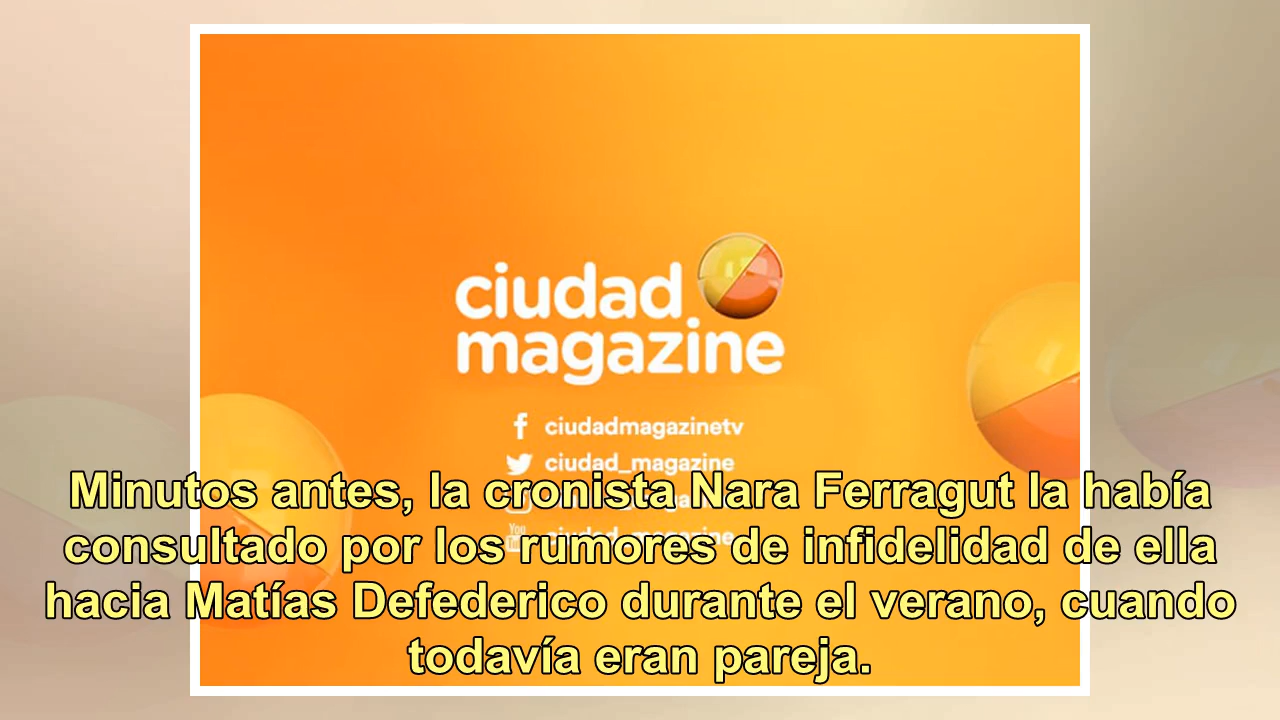 ciudad
magazine
ciudadmagazinetv
ciudad_magazine
You
Minutos antes, la cronista Nara Ferragut la había
consultado por los rumores de infidelidad de ella
hacia Matías Defederico durante el verano, cuando
todavía eran pareja.